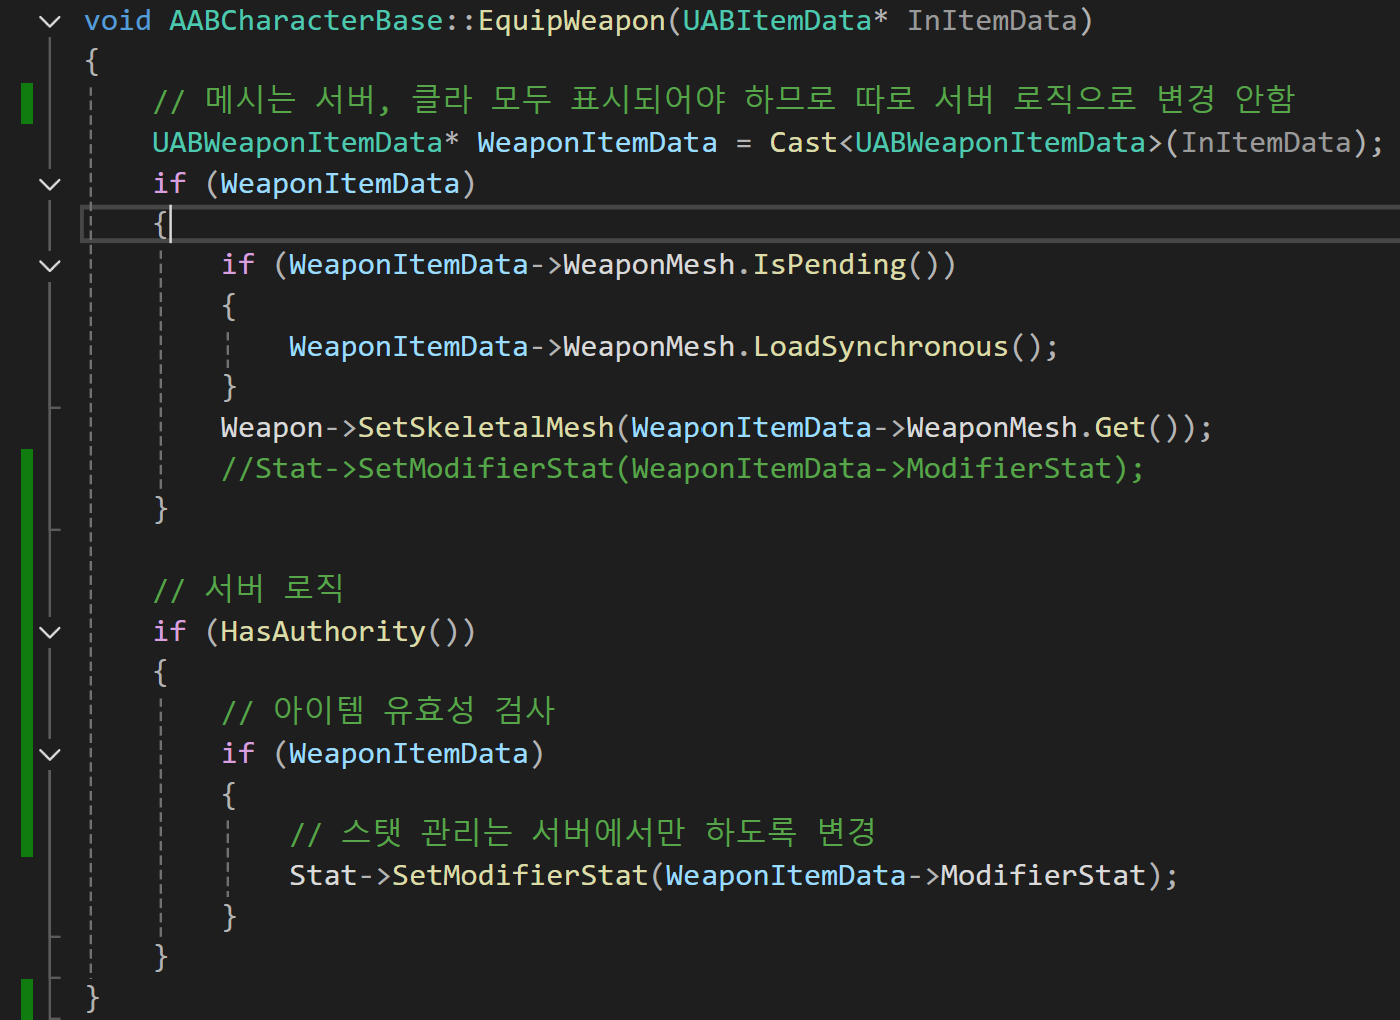 void AABCharacterBase::EquipWeapon(UABItemData* InItemData)
{
// 메시는 서버, 클라 모두 표시되어야 하므로 따로 서버 로직으로 변경 안함
UABWeaponItemData* WeaponItemData = Cast<UABWeaponItemData>(InItemData);
if (WeaponItemData)
{
if (WeaponItemData->WeaponMesh.IsPending())
{
WeaponItemData->WeaponMesh.LoadSynchronous();
}
Weapon->SetSkeletalMesh(WeaponItemData->WeaponMesh.Get());
//Stat->SetModifierStat(WeaponItemData->ModifierStat);
}
// 서버 로직
if (HasAuthority())
{
// 아이템 유효성 검사
if (WeaponItemData)
{
// 스탯 관리는 서버에서만 하도록 변경
Stat->SetModifierStat(WeaponItemData->ModifierStat);
}
}
}